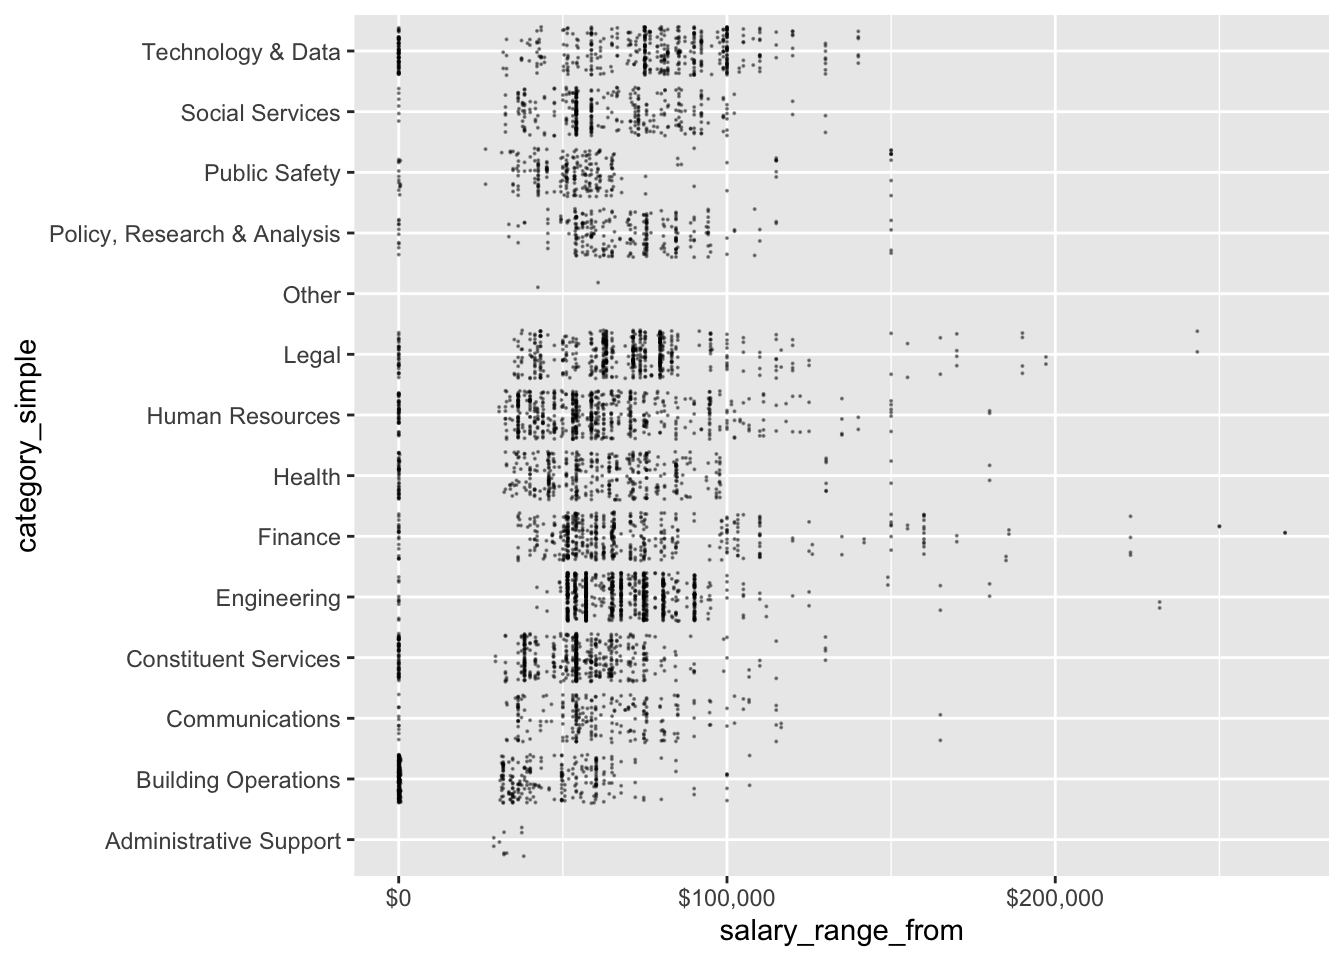 Technology & Data
Social Services
Public Safety
Policy, Research & Analysis
Other
Legal
Human Resources
Health
Finance
Engineering
Constituent Services
Communications
Building Operations
Administrative Support
category_simple
$0
$100,000
$200,000
salary_range_from